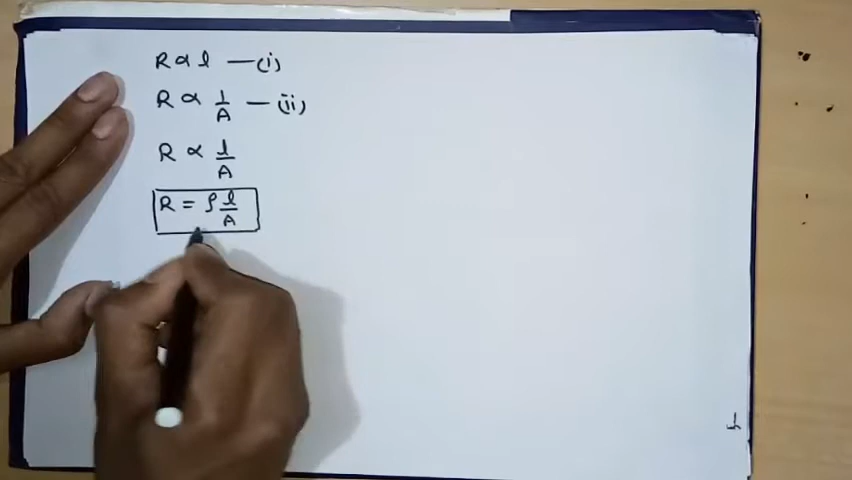 R ∝ l — (i)
R ∝ 1/A — (ii)
R ∝ l/A
R = ρ l/A